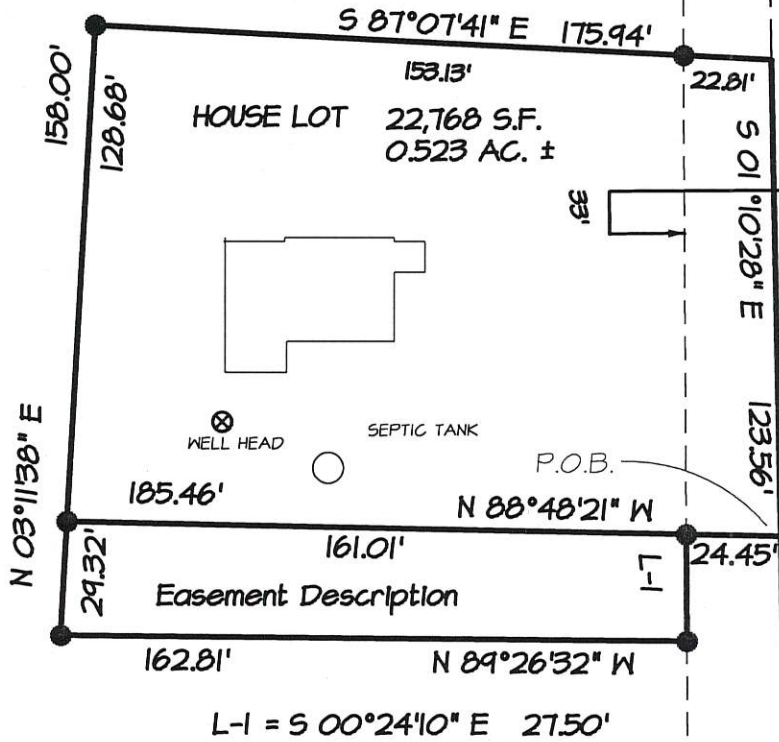 S 87°07'41" E 175.94'
153.13'
22.81'
158.00'
128.68'
HOUSE LOT 22,768 S.F.
0.523 AC. ±
33'
S 01°10'28" E
123.56'
WELL HEAD
SEPTIC TANK
P.O.B.
N 03°11'38" E
185.46'
N 88°48'21" W
161.01'
24.45'
29.32'
Easement Description
L-1
162.81'
N 89°26'32" W
L-1 = S 00°24'10" E 27.50'